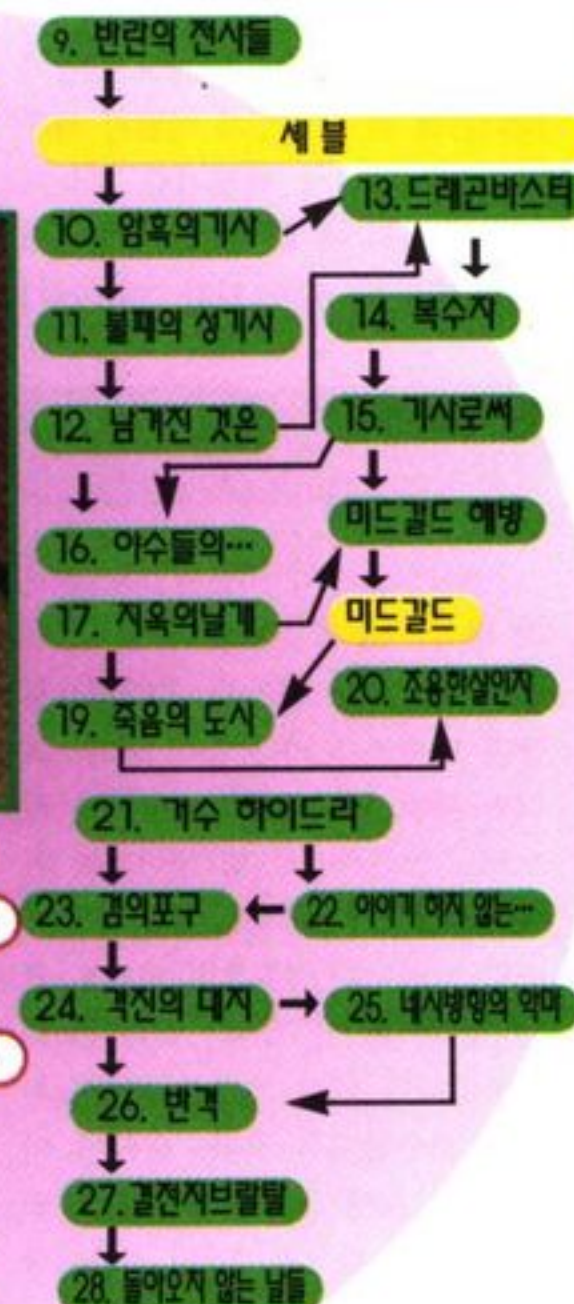 9. 반란의 전사들
세 블
10. 암흑의기사
13. 드래곤바스터
11. 불패의 성기사
14. 복수자
12. 남겨진 것은
15. 기사로써
16. 야수들의…
미드갈드 해방
17. 지옥의날개
미드갈드
19. 죽음의 도시
20. 조용한살인자
21. 거수 하이드라
23. 검의포구
22. 이야기 하지 않는…
24. 격진의 대지
25. 네시방향의 악마
26. 반격
27. 결전지브랄탈
28. 돌아오지 않는 날들